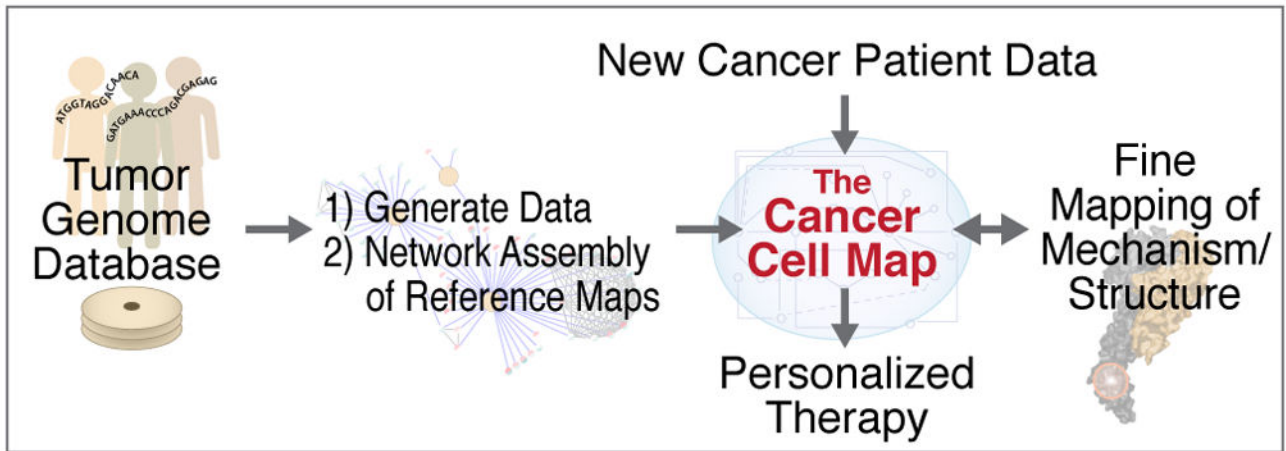 New Cancer Patient Data
ATGGTAGGACAACA
GATGAAACCCAGACGAGAG
Tumor
Genome
Database
1) Generate Data
2) Network Assembly
of Reference Maps
The
Cancer
Cell Map
Fine
Mapping of
Mechanism/
Structure
Personalized
Therapy